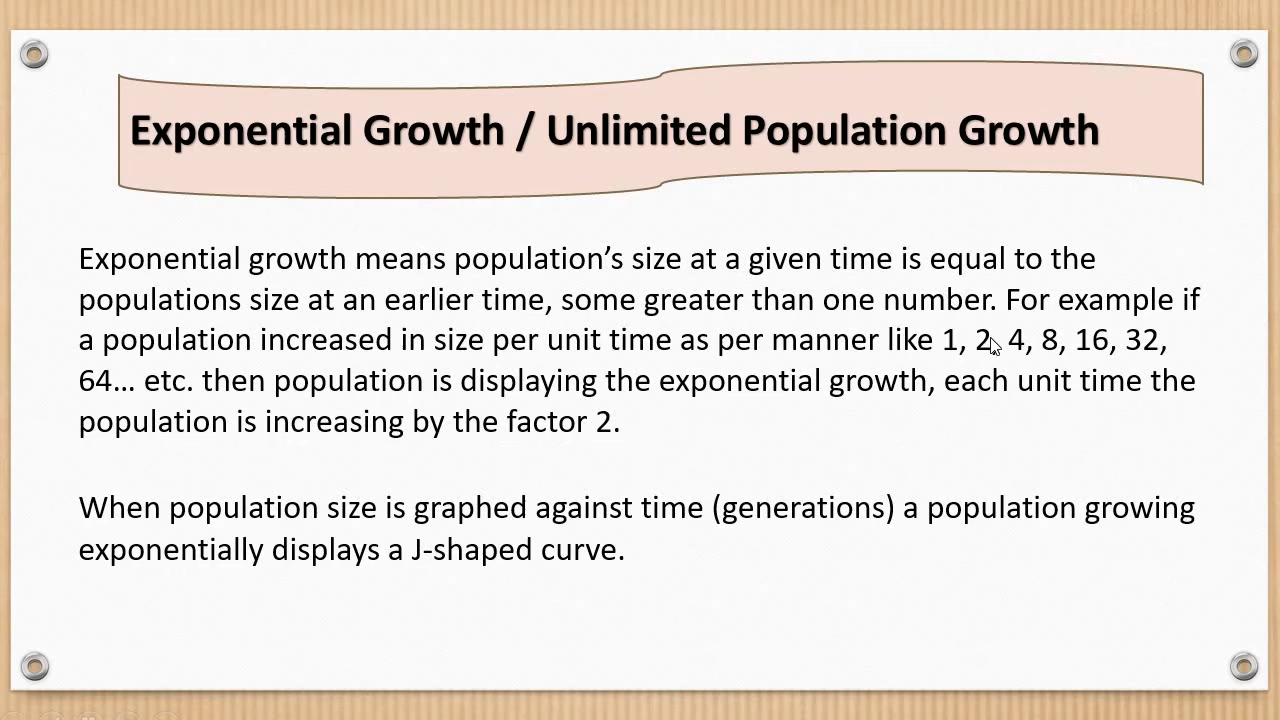 Exponential Growth / Unlimited Population Growth
Exponential growth means population’s size at a given time is equal to the
populations size at an earlier time, some greater than one number. For example if
a population increased in size per unit time as per manner like 1, 2, 4, 8, 16, 32,
64… etc. then population is displaying the exponential growth, each unit time the
population is increasing by the factor 2.
When population size is graphed against time (generations) a population growing
exponentially displays a J-shaped curve.